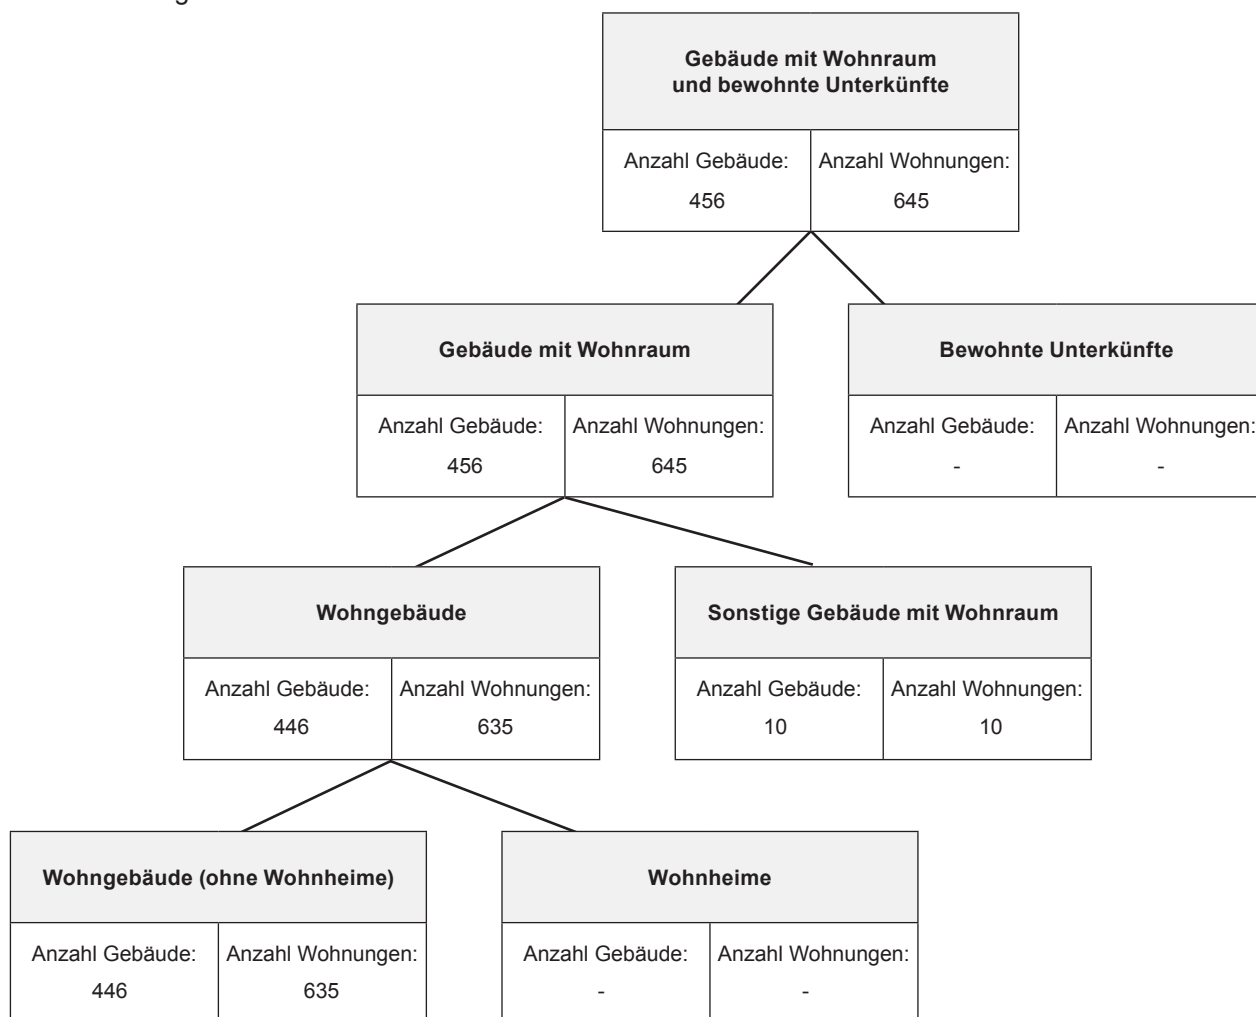 Gebäude mit Wohnraum
und bewohnte Unterkünfte
Anzahl Gebäude: Anzahl Wohnungen:
456 645
Gebäude mit Wohnraum Bewohnte Unterkünfte
Anzahl Gebäude: Anzahl Wohnungen: Anzahl Gebäude: Anzahl Wohnungen:
456 645 - -
Wohngebäude Sonstige Gebäude mit Wohnraum
Anzahl Gebäude: Anzahl Wohnungen: Anzahl Gebäude: Anzahl Wohnungen:
446 635 10 10
Wohngebäude (ohne Wohnheime) Wohnheime
Anzahl Gebäude: Anzahl Wohnungen: Anzahl Gebäude: Anzahl Wohnungen:
446 635 - -